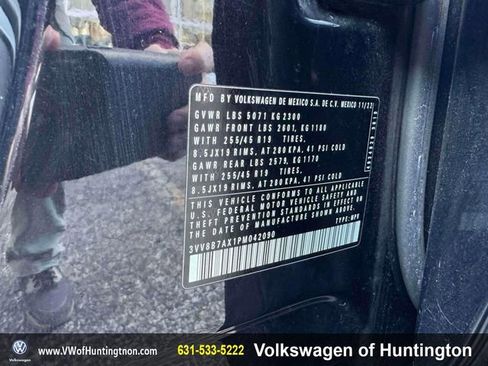 MFD BY VOLKSWAGEN DE MEXICO S.A. DE C.V. MEXICO 11/22
GVWR LBS 5071 KG 2300
GAWR FRONT LBS 2601, KG 1180
WITH 255/45 R19 TIRES,
8.5JX19 RIMS, AT 280 KPA, 41 PSI COLD
GAWR REAR LBS 2579, KG 1170
WITH 255/45 R19 TIRES,
8.5JX19 RIMS, AT 280 KPA, 41 PSI COLD
THIS VEHICLE CONFORMS TO ALL APPLICABLE
U.S. FEDERAL MOTOR VEHICLE SAFETY AND
THEFT PREVENTION STANDARDS IN EFFECT
ON THE DATE OF MANUFACTURE SHOWN ABOVE
TYPE: MPV
3VV8B7AX1PM042090
www.VWofHuntingtnon.com
631-533-5222
Volkswagen of Huntington